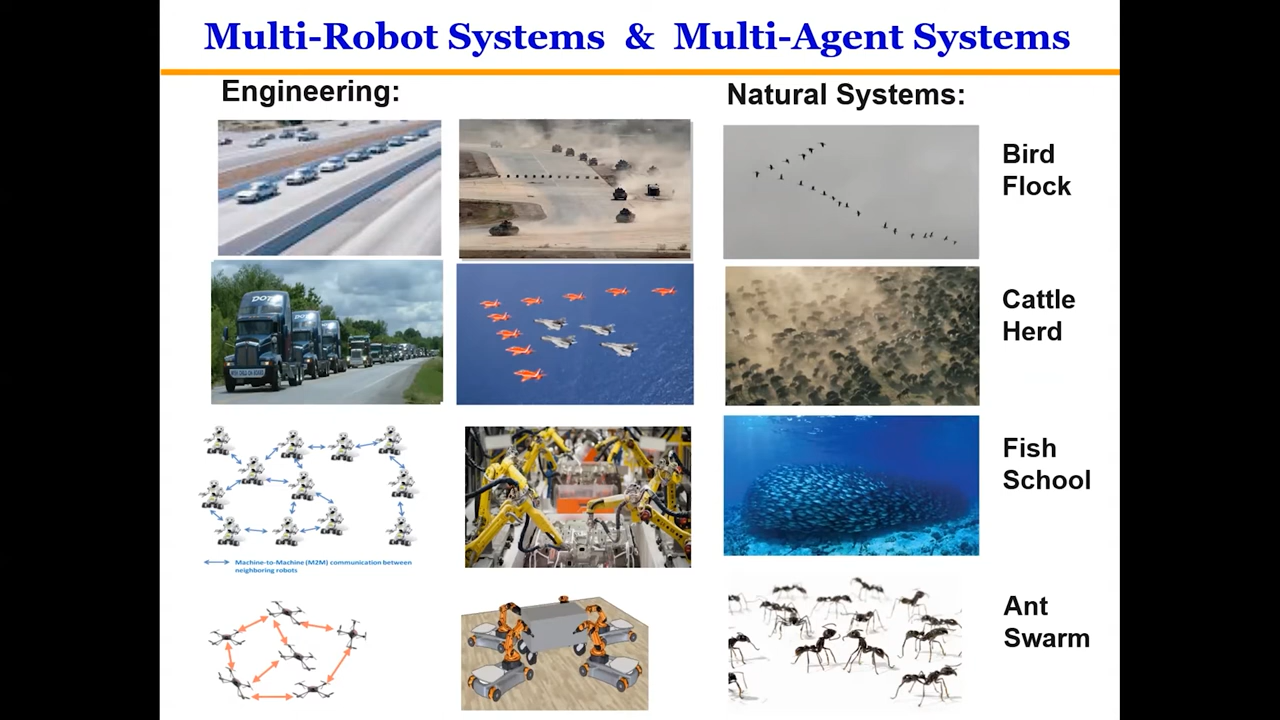 Multi-Robot Systems & Multi-Agent Systems
Engineering:
Natural Systems:
Bird
Flock
DOT
Cattle
Herd
Fish
School
Machine-to-Machine (M2M) communication between
neighboring robots
Ant
Swarm